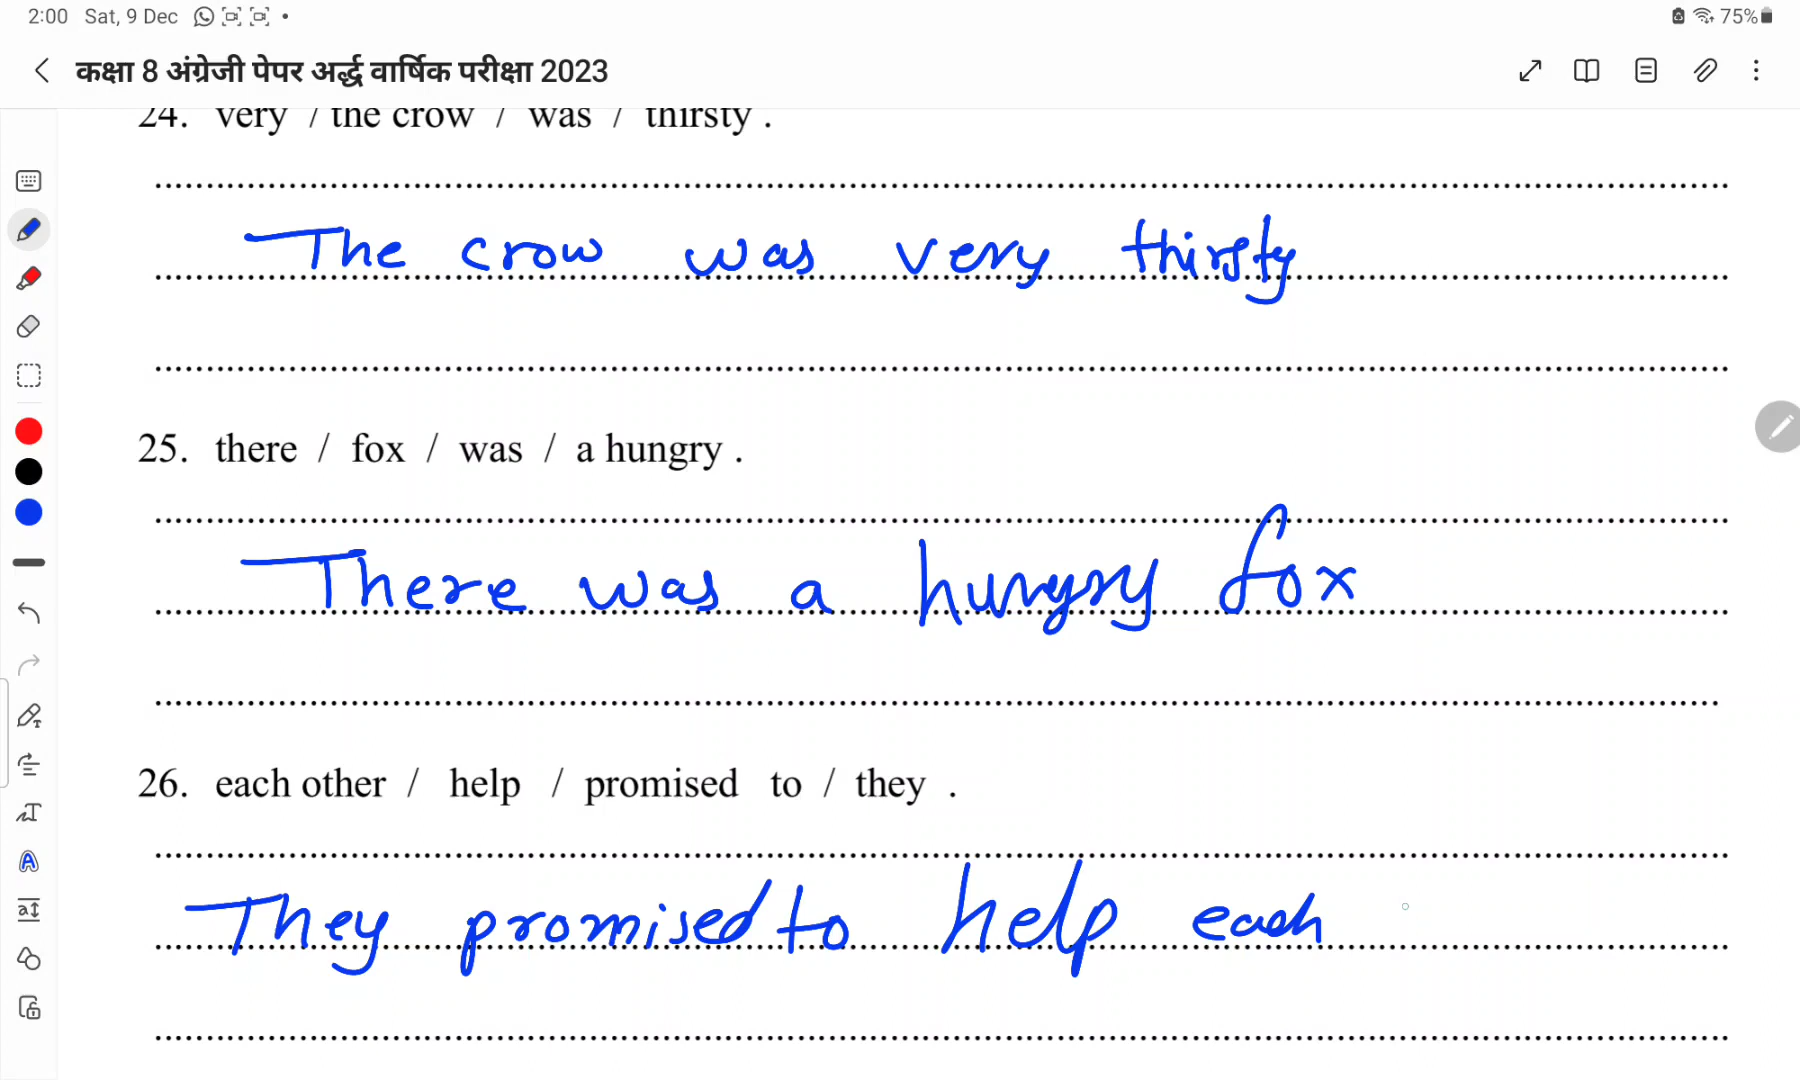 2:00 Sat, 9 Dec 75%
कक्षा 8 अंग्रेजी पेपर अर्द्ध वार्षिक परीक्षा 2023
24. very / the crow / was / thirsty .
The crow was very thirsty
25. there / fox / was / a hungry .
There was a hungry fox
26. each other / help / promised to / they .
They promised to help each